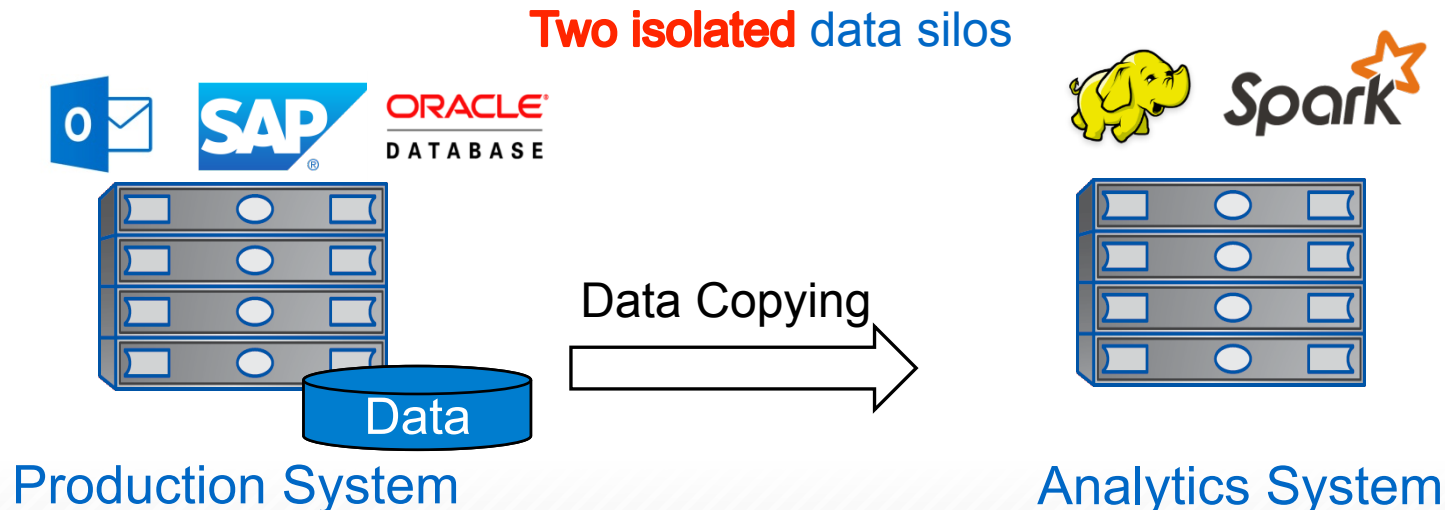 Two isolated data silos
O
SAP
®
ORACLE®
DATABASE
Spark
Data Copying
Data
Production System
Analytics System